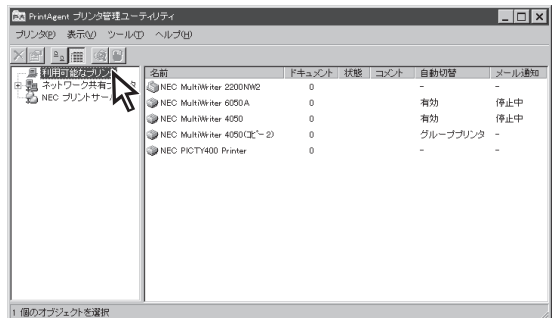 PrintAgent プリンタ管理ユーティリティ
プリンタ(P) 表示(V) ツール(T) ヘルプ(H)
利用可能なプリンタ
ネットワーク共有プリンタ
NEC プリントサー
名前 ドキュメント 状態 コメント 自動切替 メール通知
NEC MultiWriter 2200NW2 0 - -
NEC MultiWriter 6050A 0 有効 停止中
NEC MultiWriter 4050 0 有効 停止中
NEC MultiWriter 4050(コピー 2) 0 グループプリンタ -
NEC PICTY400 Printer 0 - -
1 個のオブジェクトを選択